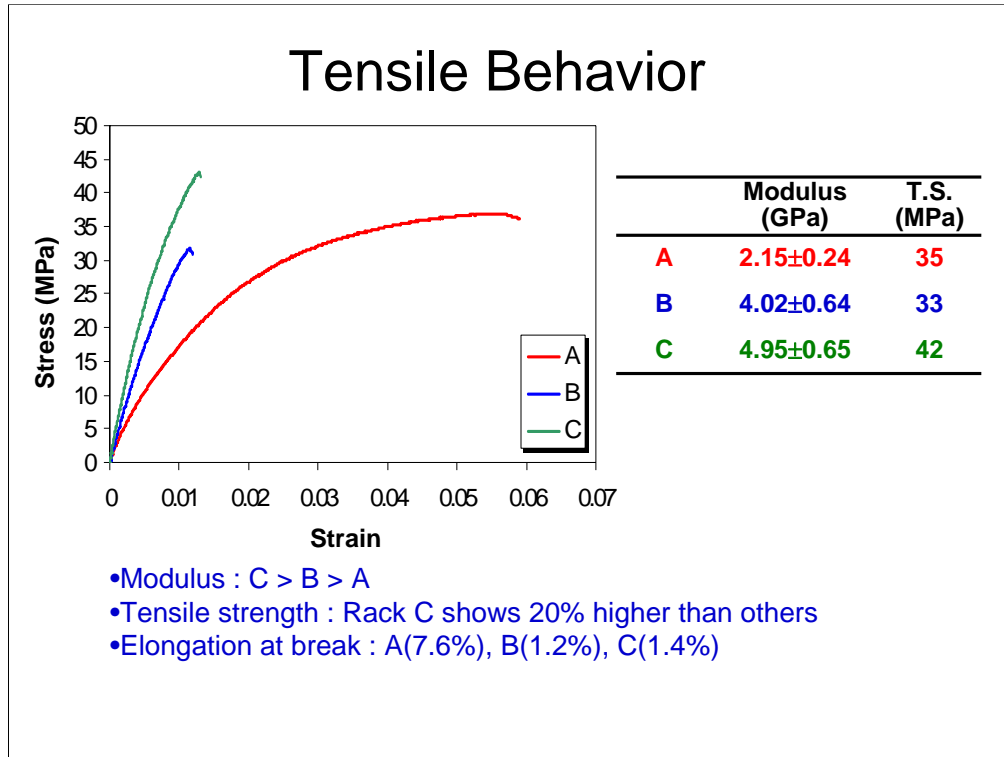 Tensile Behavior
50
45
40
35
30
25
20
15
10
5
0
Stress (MPa)
0 0.01 0.02 0.03 0.04 0.05 0.06 0.07
Strain
A
B
C
Modulus (GPa) T.S. (MPa)
A 2.15±0.24 35
B 4.02±0.64 33
C 4.95±0.65 42
•Modulus : C > B > A
•Tensile strength : Rack C shows 20% higher than others
•Elongation at break : A(7.6%), B(1.2%), C(1.4%)